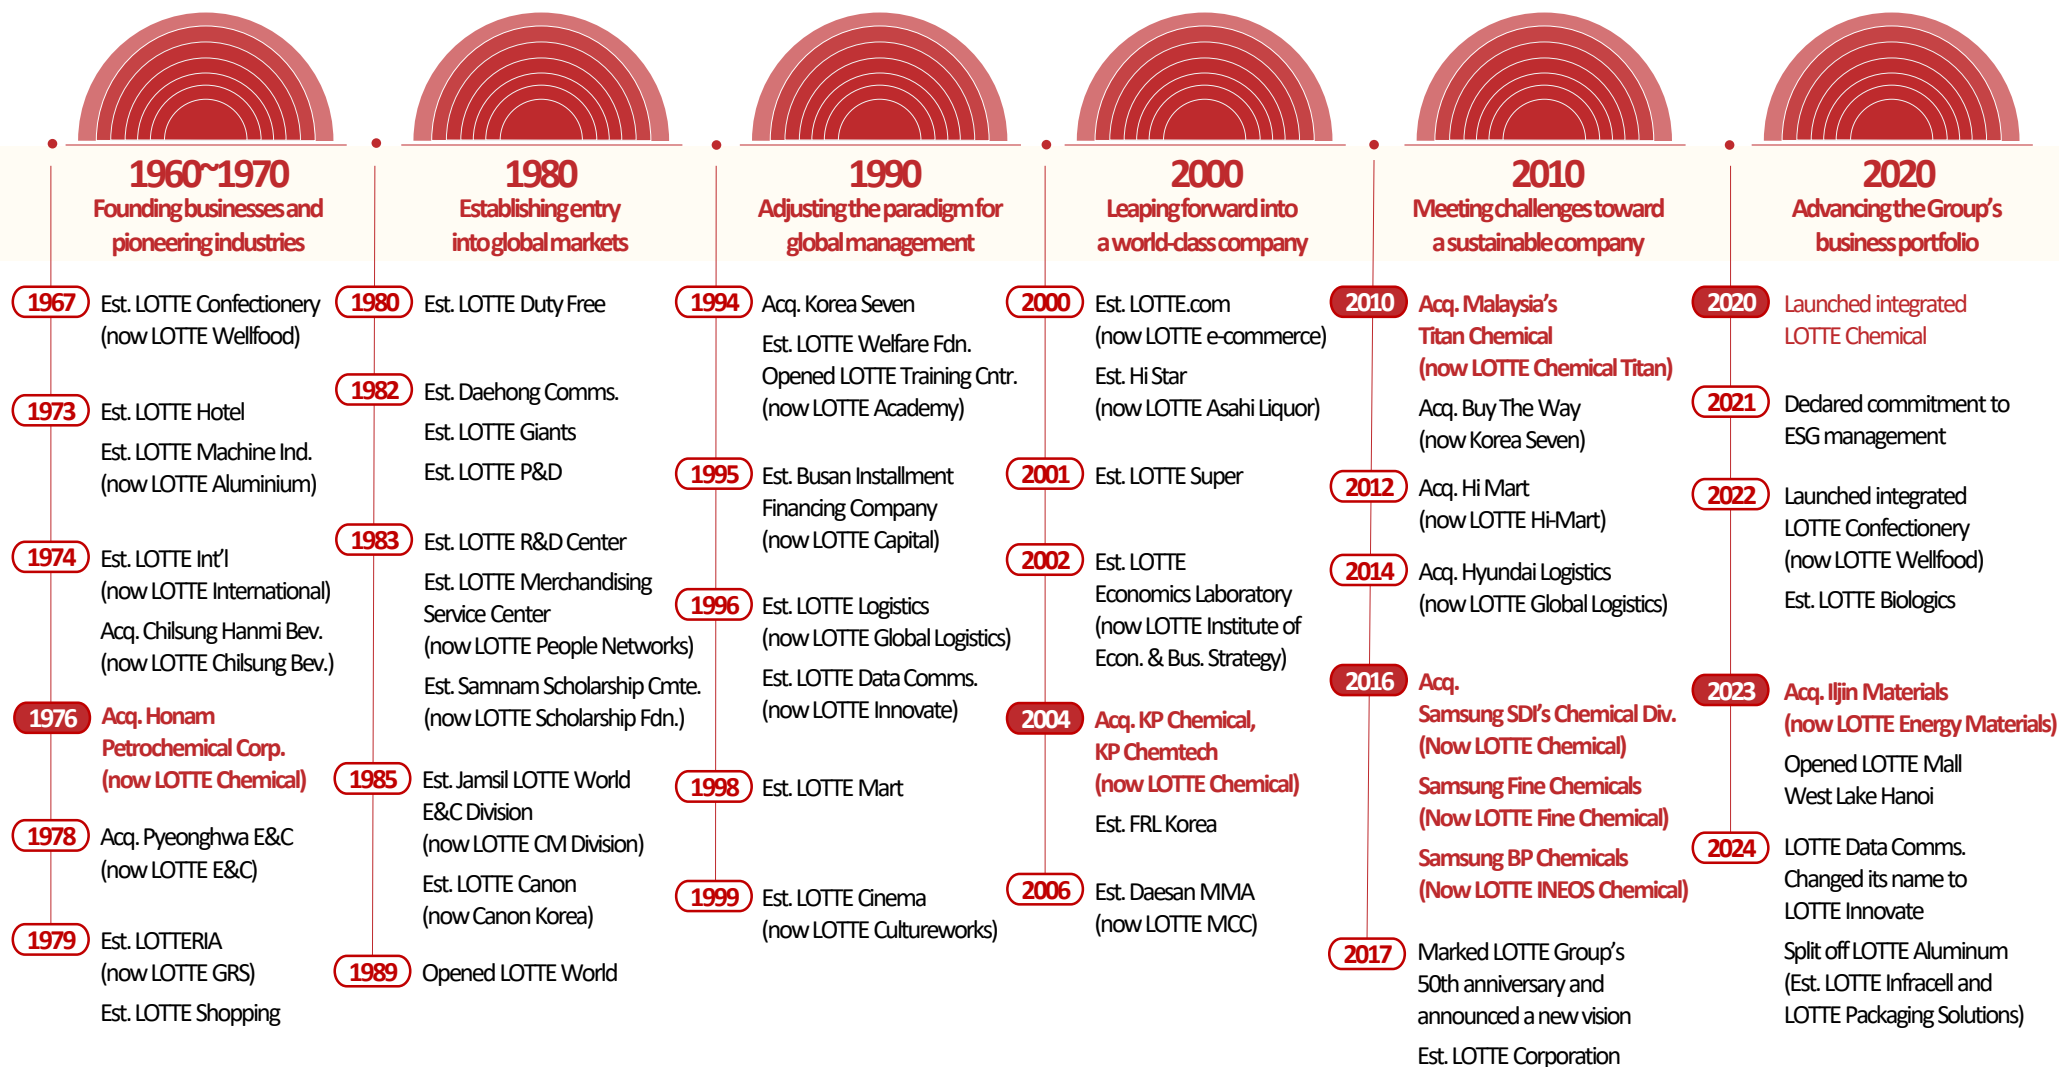 1960~1970
Founding businesses and
pioneering industries
1967
Est. LOTTE Confectionery
(now LOTTE Wellfood)
1973
Est. LOTTE Hotel
Est. LOTTE Machine Ind.
(now LOTTE Aluminium)
1974
Est. LOTTE Int'l
(now LOTTE International)
Acq. Chilsung Hanmi Bev.
(now LOTTE Chilsung Bev.)
1976
Acq. Honam
Petrochemical Corp.
(now LOTTE Chemical)
1978
Acq. Pyeonghwa E&C
(now LOTTE E&C)
1979
Est. LOTTERIA
(now LOTTE GRS)
Est. LOTTE Shopping
1980
Establishing entry
into global markets
1980
Est. LOTTE Duty Free
1982
Est. Daehong Comms.
Est. LOTTE Giants
Est. LOTTE P&D
1983
Est. LOTTE R&D Center
Est. LOTTE Merchandising
Service Center
(now LOTTE People Networks)
Est. Samnam Scholarship Cmte.
(now LOTTE Scholarship Fdn.)
1985
Est. Jamsil LOTTE World
E&C Division
(now LOTTE CM Division)
Est. LOTTE Canon
(now Canon Korea)
1989
Opened LOTTE World
1990
Adjusting the paradigm for
global management
1994
Acq. Korea Seven
Est. LOTTE Welfare Fdn.
Opened LOTTE Training Cntr.
(now LOTTE Academy)
1995
Est. Busan Installment
Financing Company
(now LOTTE Capital)
1996
Est. LOTTE Logistics
(now LOTTE Global Logistics)
Est. LOTTE Data Comms.
(now LOTTE Innovate)
1998
Est. LOTTE Mart
1999
Est. LOTTE Cinema
(now LOTTE Cultureworks)
2000
Leaping forward into
a world-class company
2000
Est. LOTTE.com
(now LOTTE e-commerce)
Est. Hi Star
(now LOTTE Asahi Liquor)
2001
Est. LOTTE Super
2002
Est. LOTTE
Economics Laboratory
(now LOTTE Institute of
Econ. & Bus. Strategy)
2004
Acq. KP Chemical,
KP Chemtech
(now LOTTE Chemical)
Est. FRL Korea
2006
Est. Daesan MMA
(now LOTTE MCC)
2010
Meeting challenges toward
a sustainable company
2010
Acq. Malaysia's
Titan Chemical
(now LOTTE Chemical Titan)
Acq. Buy The Way
(now Korea Seven)
2012
Acq. Hi Mart
(now LOTTE Hi-Mart)
2014
Acq. Hyundai Logistics
(now LOTTE Global Logistics)
2016
Acq.
Samsung SDI's Chemical Div.
(Now LOTTE Chemical)
Samsung Fine Chemicals
(Now LOTTE Fine Chemical)
Samsung BP Chemicals
(Now LOTTE INEOS Chemical)
2017
Marked LOTTE Group's
50th anniversary and
announced a new vision
Est. LOTTE Corporation
2020
Advancing the Group's
business portfolio
2020
Launched integrated
LOTTE Chemical
2021
Declared commitment to
ESG management
2022
Launched integrated
LOTTE Confectionery
(now LOTTE Wellfood)
Est. LOTTE Biologics
2023
Acq. Iljin Materials
(now LOTTE Energy Materials)
Opened LOTTE Mall
West Lake Hanoi
2024
LOTTE Data Comms.
Changed its name to
LOTTE Innovate
Split off LOTTE Aluminum
(Est. LOTTE Infracell and
LOTTE Packaging Solutions)